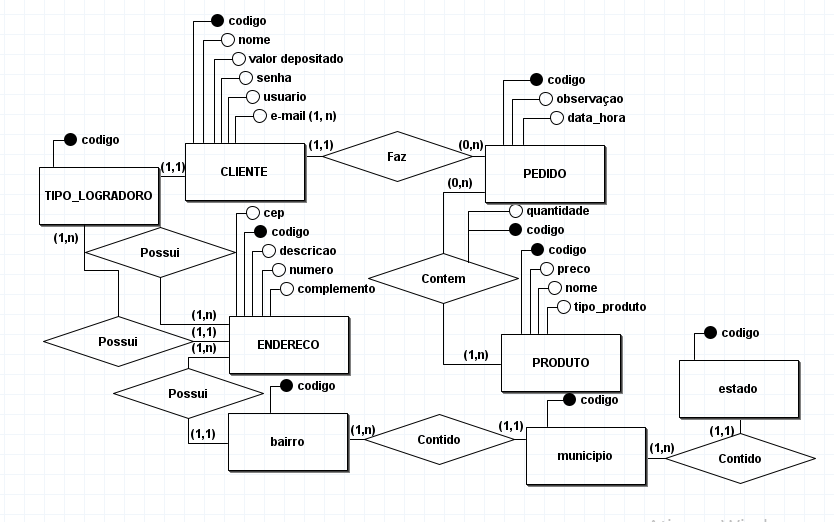 codigo
nome
valor depositado
senha
usuario
e-mail (1, n)
codigo
(1,1)
CLIENTE
(1,1)
Faz
(0,n)
codigo
observaçao
data_hora
PEDIDO
TIPO_LOGRADORO
(1,n)
Possui
cep
codigo
descricao
numero
complemento
(0,n)
quantidade
codigo
Contem
codigo
preco
nome
tipo_produto
(1,n)
Possui
(1,1)
(1,n)
ENDERECO
(1,n)
PRODUTO
codigo
estado
Possui
codigo
(1,1)
bairro
(1,n)
Contido
(1,1)
codigo
municipio
(1,n)
(1,1)
Contido